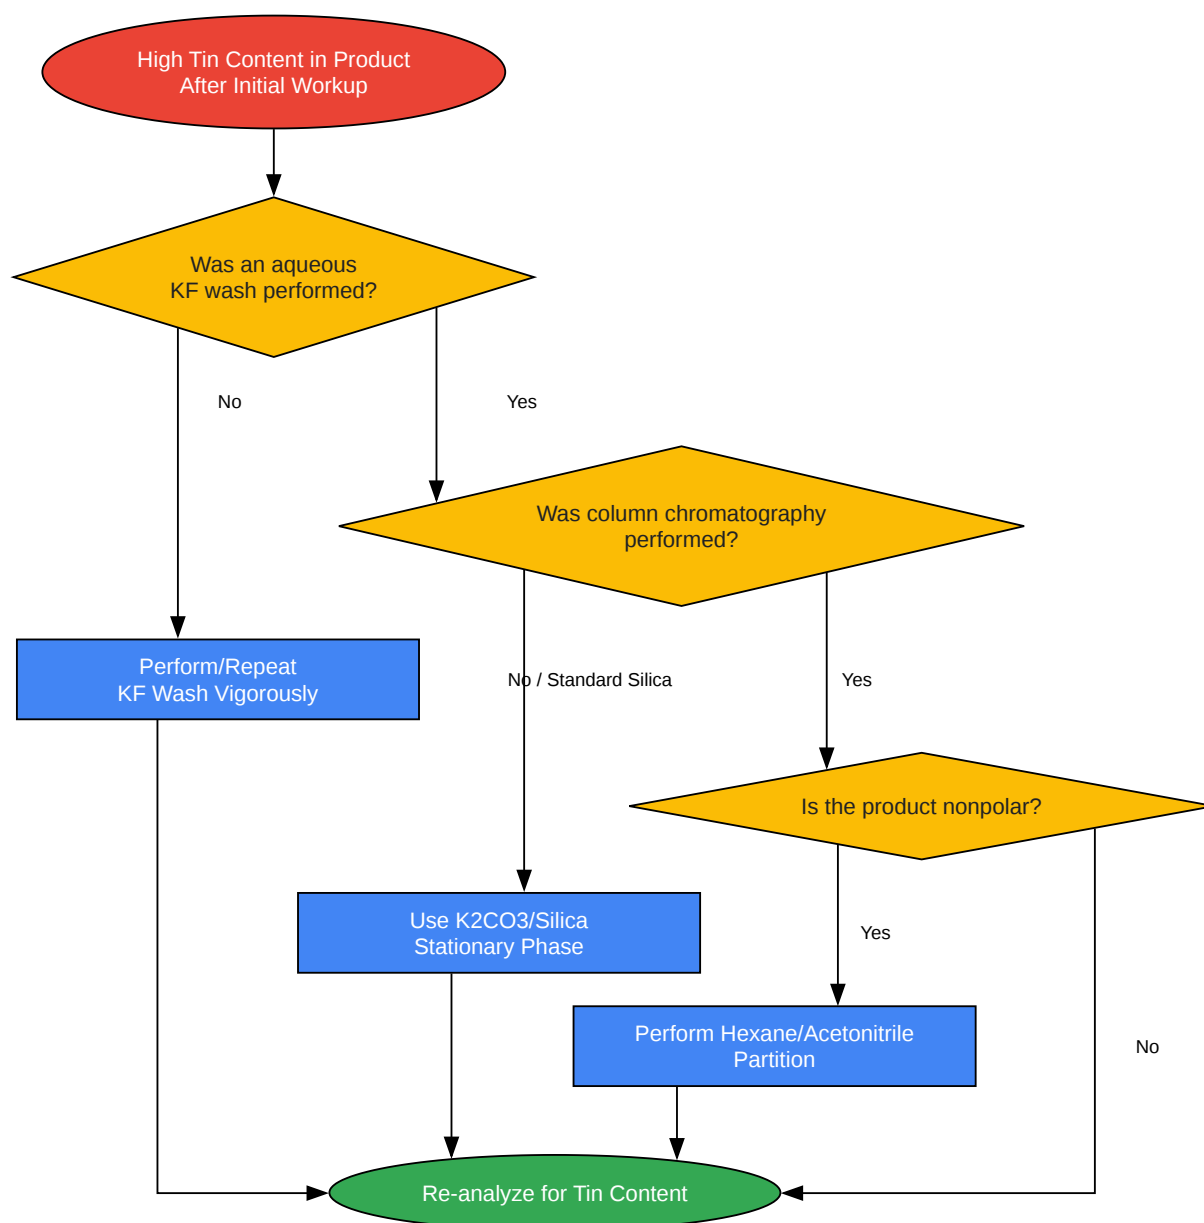 High Tin Content in Product
After Initial Workup
Was an aqueous
KF wash performed?
No
Yes
Was column chromatography
performed?
Perform/Repeat
KF Wash Vigorously
No / Standard Silica
Yes
Is the product nonpolar?
Use K2CO3/Silica
Stationary Phase
Yes
Perform Hexane/Acetonitrile
Partition
No
Re-analyze for Tin Content